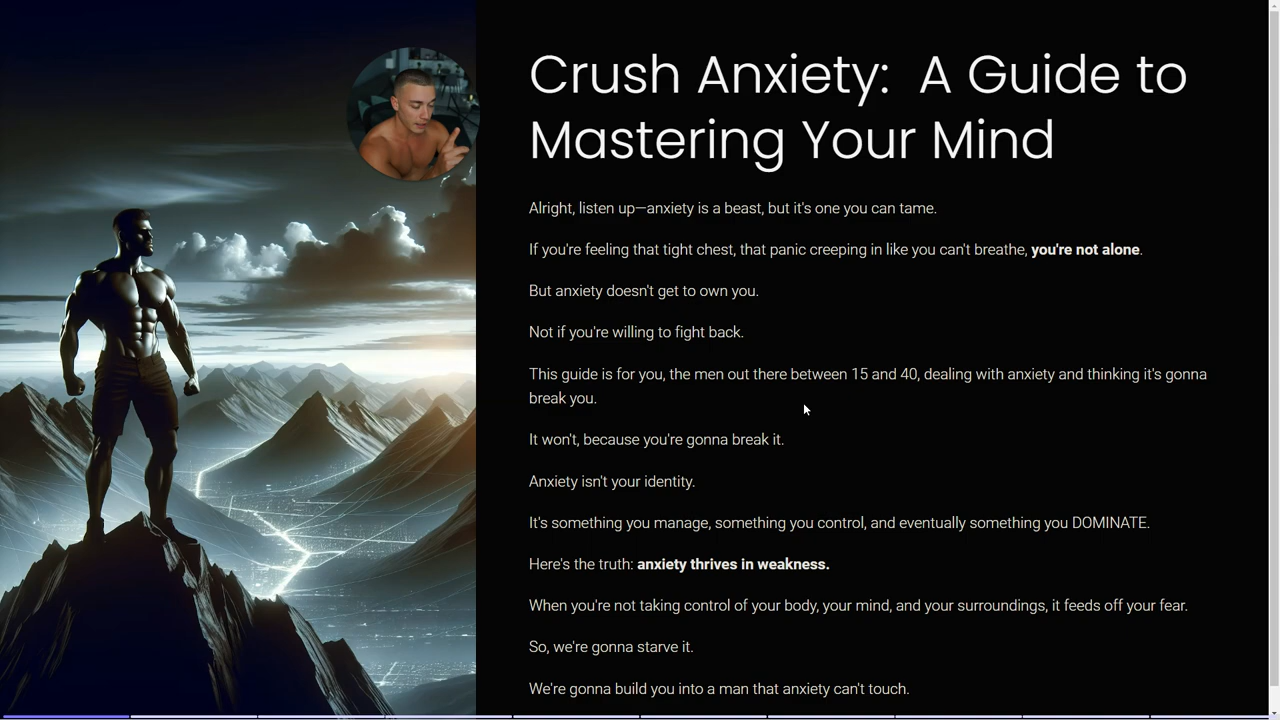 Crush Anxiety:  A Guide to
Mastering Your Mind
Alright, listen up—anxiety is a beast, but it's one you can tame.
If you're feeling that tight chest, that panic creeping in like you can't breathe, you're not alone.
But anxiety doesn't get to own you.
Not if you're willing to fight back.
This guide is for you, the men out there between 15 and 40, dealing with anxiety and thinking it's gonna
break you.
It won't, because you're gonna break it.
Anxiety isn't your identity.
It's something you manage, something you control, and eventually something you DOMINATE.
Here's the truth: anxiety thrives in weakness.
When you're not taking control of your body, your mind, and your surroundings, it feeds off your fear.
So, we're gonna starve it.
We're gonna build you into a man that anxiety can't touch.